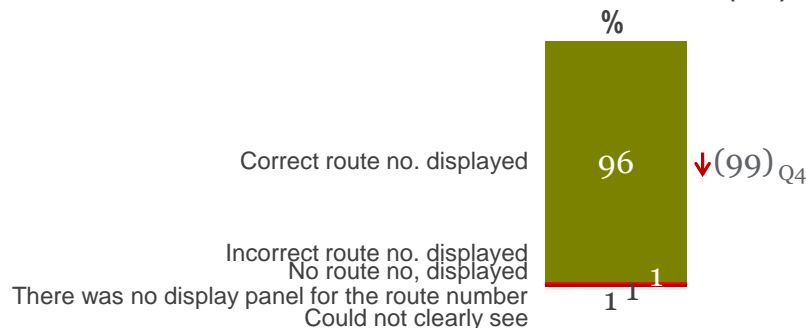 %
Correct route no. displayed 96 (99) Q4
Incorrect route no. displayed
No route no, displayed 1
There was no display panel for the route number 1 1
Could not clearly see